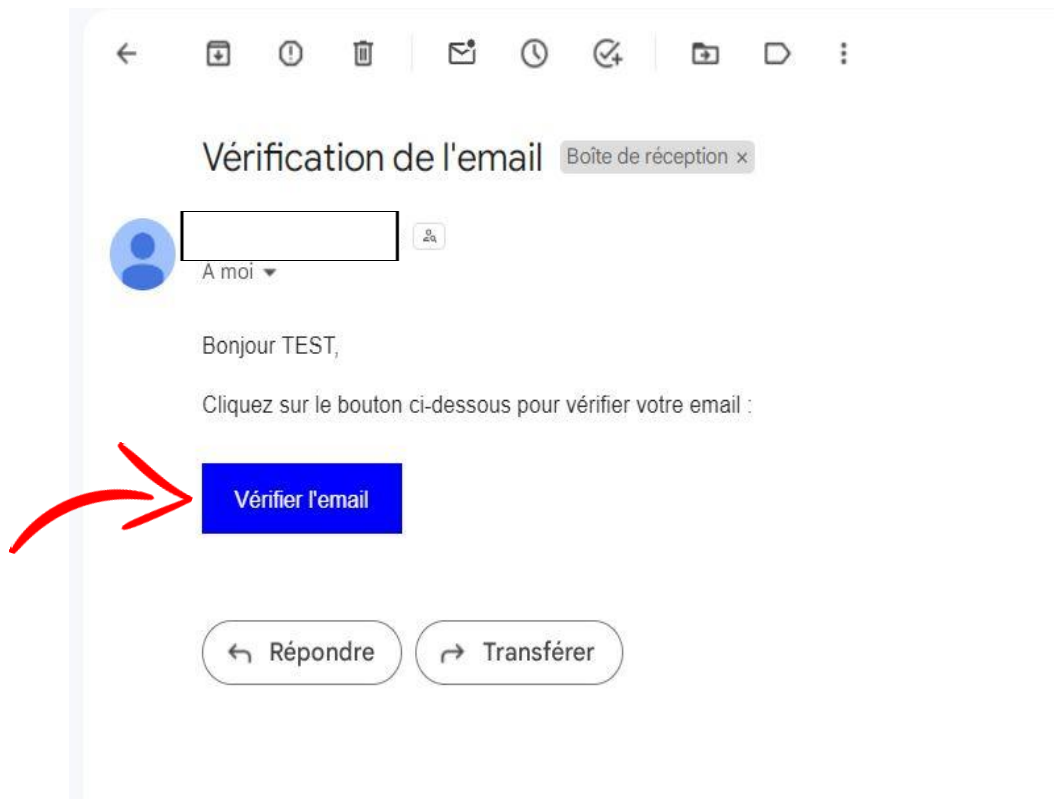 Vérification de l'email Boîte de réception ×
A moi
Bonjour TEST,
Cliquez sur le bouton ci-dessous pour vérifier votre email :
Vérifier l'email
Répondre Transférer